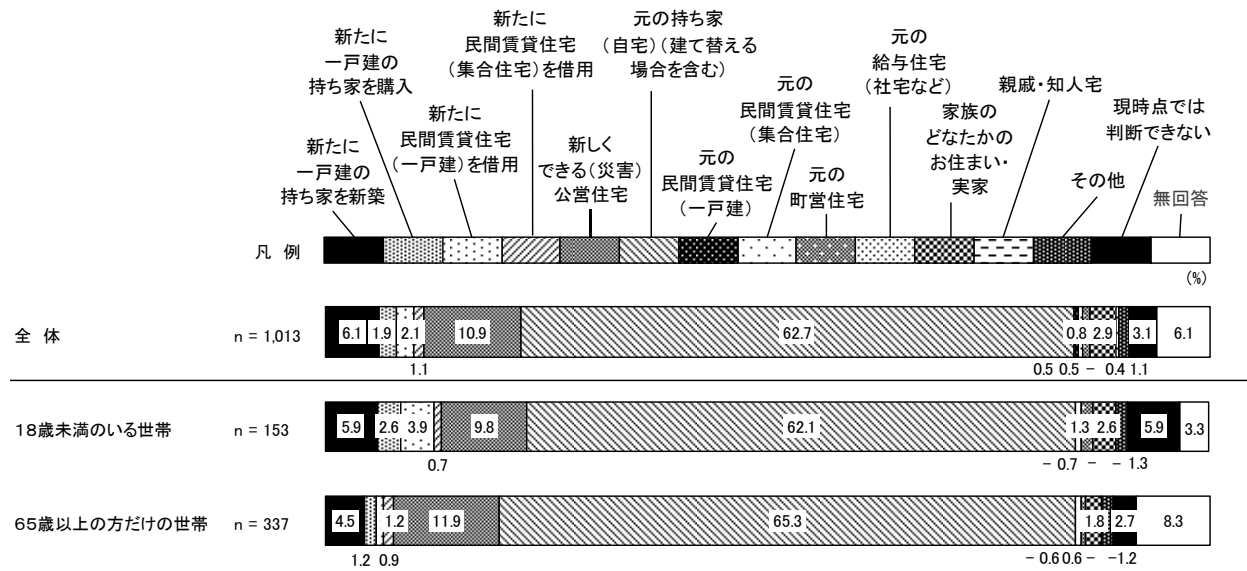 新たに
一戸建の
持ち家を新築
新たに
一戸建の
持ち家を購入
新たに
民間賃貸住宅
(一戸建)を借用
新たに
民間賃貸住宅
(集合住宅)を借用
新しく
できる(災害)
公営住宅
元の持ち家
(自宅)(建て替える
場合を含む)
元の
民間賃貸住宅
(一戸建)
元の
民間賃貸住宅
(集合住宅)
元の
町営住宅
元の
給与住宅
(社宅など)
家族の
どなたかの
お住まい・
実家
親戚・知人宅
その他
現時点では
判断できない
無回答
凡 例
(%)
全 体 n = 1,013 6.1 1.9 2.1 10.9 62.7 0.8 2.9 3.1 6.1
1.1 0.5 0.5 - 0.4 1.1
18歳未満のいる世帯 n = 153 5.9 2.6 3.9 9.8 62.1 1.3 2.6 5.9 3.3
0.7 - 0.7 - - 1.3
65歳以上の方だけの世帯 n = 337 4.5 1.2 11.9 65.3 1.8 2.7 8.3
1.2 0.9 - 0.6 0.6 - - 1.2